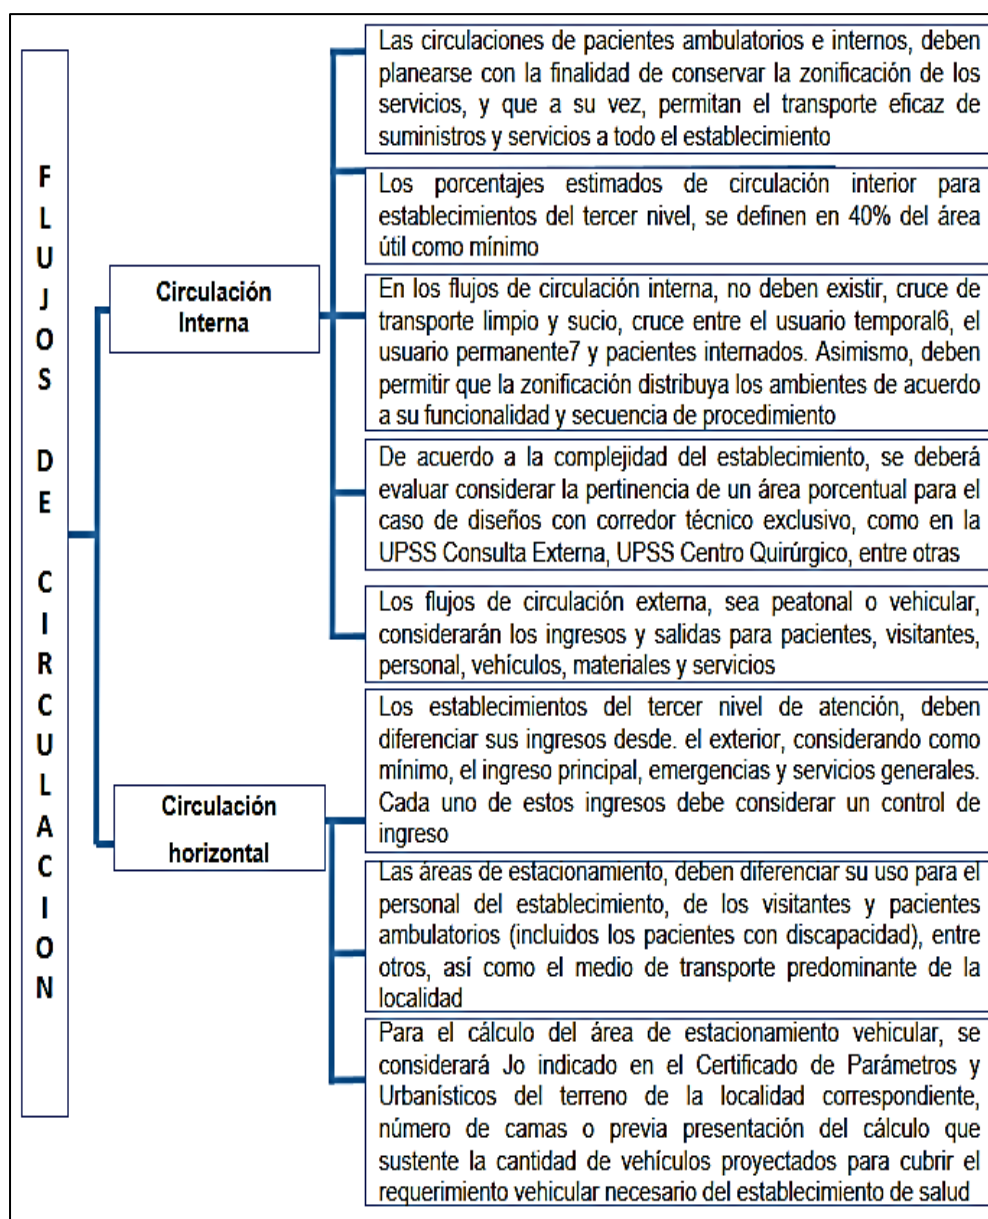 FLUJOS DE CIRCULACION
Circulación
Interna
Las circulaciones de pacientes ambulatorios e internos, deben
planearse con la finalidad de conservar la zonificación de los
servicios, y que a su vez, permitan el transporte eficaz de
suministros y servicios a todo el establecimiento
Los porcentajes estimados de circulación interior para
establecimientos del tercer nivel, se definen en 40% del área
útil como mínimo
En los flujos de circulación interna, no deben existir, cruce de
transporte limpio y sucio, cruce entre el usuario temporal6, el
usuario permanente7 y pacientes internados. Asimismo, deben
permitir que la zonificación distribuya los ambientes de acuerdo
a su funcionalidad y secuencia de procedimiento
De acuerdo a la complejidad del establecimiento, se deberá
evaluar considerar la pertinencia de un área porcentual para el
caso de diseños con corredor técnico exclusivo, como en la
UPSS Consulta Externa, UPSS Centro Quirúrgico, entre otras
Los flujos de circulación externa, sea peatonal o vehicular,
considerarán los ingresos y salidas para pacientes, visitantes,
personal, vehículos, materiales y servicios
Circulación
horizontal
Los establecimientos del tercer nivel de atención, deben
diferenciar sus ingresos desde. el exterior, considerando como
mínimo, el ingreso principal, emergencias y servicios generales.
Cada uno de estos ingresos debe considerar un control de
ingreso
Las áreas de estacionamiento, deben diferenciar su uso para el
personal del establecimiento, de los visitantes y pacientes
ambulatorios (incluidos los pacientes con discapacidad), entre
otros, así como el medio de transporte predominante de la
localidad
Para el cálculo del área de estacionamiento vehicular, se
considerará Jo indicado en el Certificado de Parámetros y
Urbanísticos del terreno de la localidad correspondiente,
número de camas o previa presentación del cálculo que
sustente la cantidad de vehículos proyectados para cubrir el
requerimiento vehicular necesario del establecimiento de salud